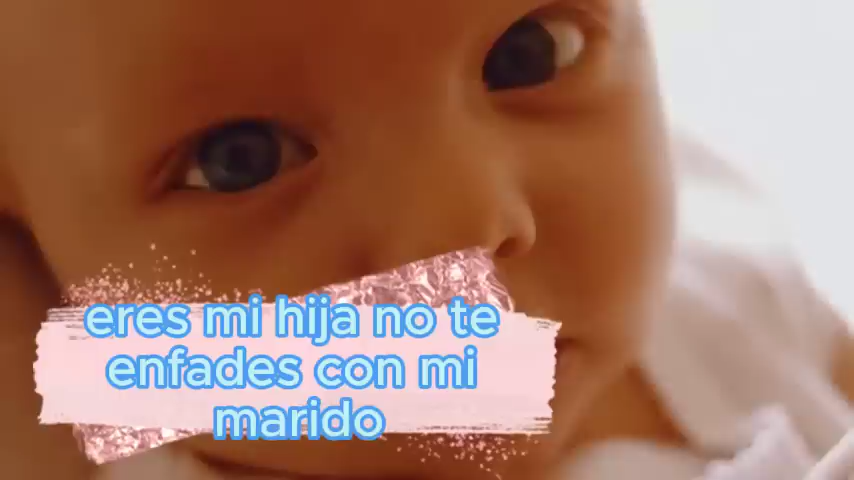 eres mi hija no te
enfades con mi
marido